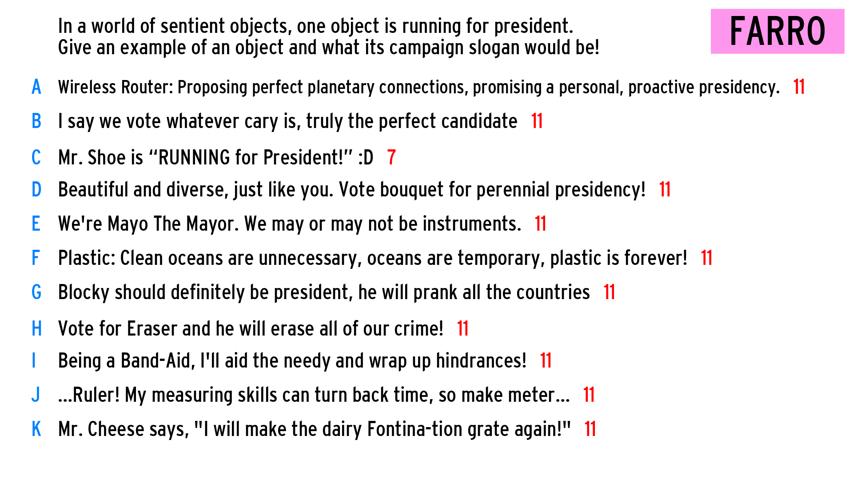 In a world of sentient objects, one object is running for president.
Give an example of an object and what its campaign slogan would be!
FARRO
A Wireless Router: Proposing perfect planetary connections, promising a personal, proactive presidency. 11
B I say we vote whatever cary is, truly the perfect candidate 11
C Mr. Shoe is “RUNNING for President!” :D 7
D Beautiful and diverse, just like you. Vote bouquet for perennial presidency! 11
E We're Mayo The Mayor. We may or may not be instruments. 11
F Plastic: Clean oceans are unnecessary, oceans are temporary, plastic is forever! 11
G Blocky should definitely be president, he will prank all the countries 11
H Vote for Eraser and he will erase all of our crime! 11
I Being a Band-Aid, I'll aid the needy and wrap up hindrances! 11
J ...Ruler! My measuring skills can turn back time, so make meter... 11
K Mr. Cheese says, "I will make the dairy Fontina-tion grate again!" 11